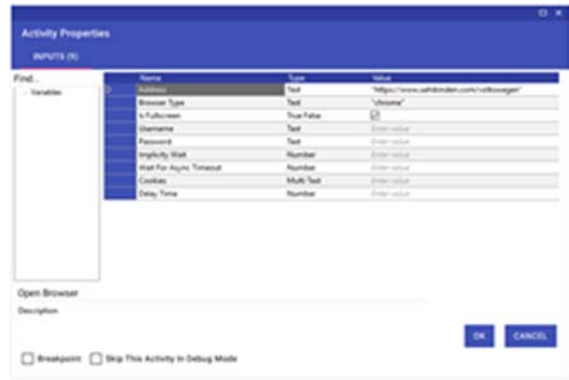 Activity Properties
INPUTS (9)
Find...
Variables
Name Type Value
Address Text "https://www.sahibinden.com/volkswagen"
Browser Type Text "chrome"
Is Fullscreen True False
Username Text Enter value
Password Text Enter value
Implicity Wait Number Enter value
Wait For Async Timeout Number Enter value
Cookies Multi Text Enter value
Delay Time Number Enter value
Open Browser
Description
OK CANCEL
Breakpoint Skip This Activity In Debug Mode